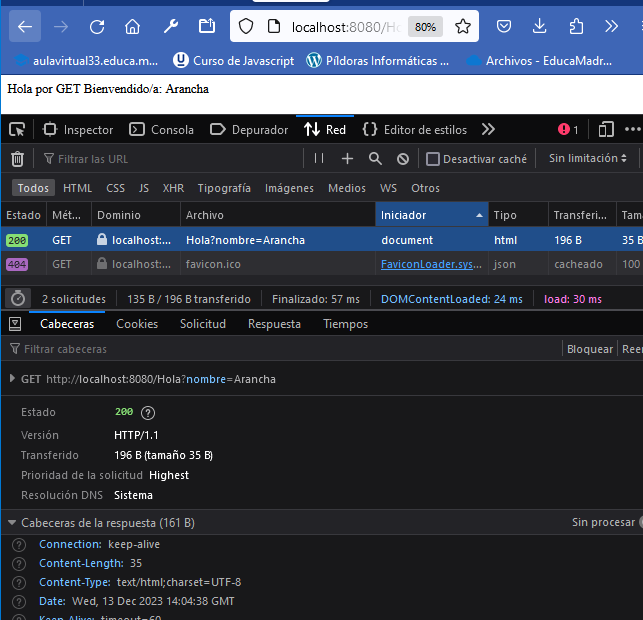 localhost:8080/Ho 80%
aulavirtual33.educa.m... Curso de Javascript Píldoras Informáticas ... Archivos - EducaMadr...
Hola por GET Bienvendido/a: Arancha
Inspector Consola Depurador Red Editor de estilos 1
Filtrar las URL Desactivar caché Sin limitación
Todos HTML CSS JS XHR Tipografía Imágenes Medios WS Otros
Estado Mét... Dominio Archivo Iniciador Tipo Transferi... Tama
200 GET localhost:... Hola?nombre=Arancha document html 196 B 35 B
404 GET localhost:... favicon.ico FaviconLoader.sys... json cacheado 100
2 solicitudes 135 B / 196 B transferido Finalizado: 57 ms DOMContentLoaded: 24 ms load: 30 ms
Cabeceras Cookies Solicitud Respuesta Tiempos
Filtrar cabeceras Bloquear Reen
GET http://localhost:8080/Hola?nombre=Arancha
Estado 200
Versión HTTP/1.1
Transferido 196 B (tamaño 35 B)
Prioridad de la solicitud Highest
Resolución DNS Sistema
Cabeceras de la respuesta (161 B) Sin procesar
Connection: keep-alive
Content-Length: 35
Content-Type: text/html;charset=UTF-8
Date: Wed, 13 Dec 2023 14:04:38 GMT
Keep-Alive: timeout=60